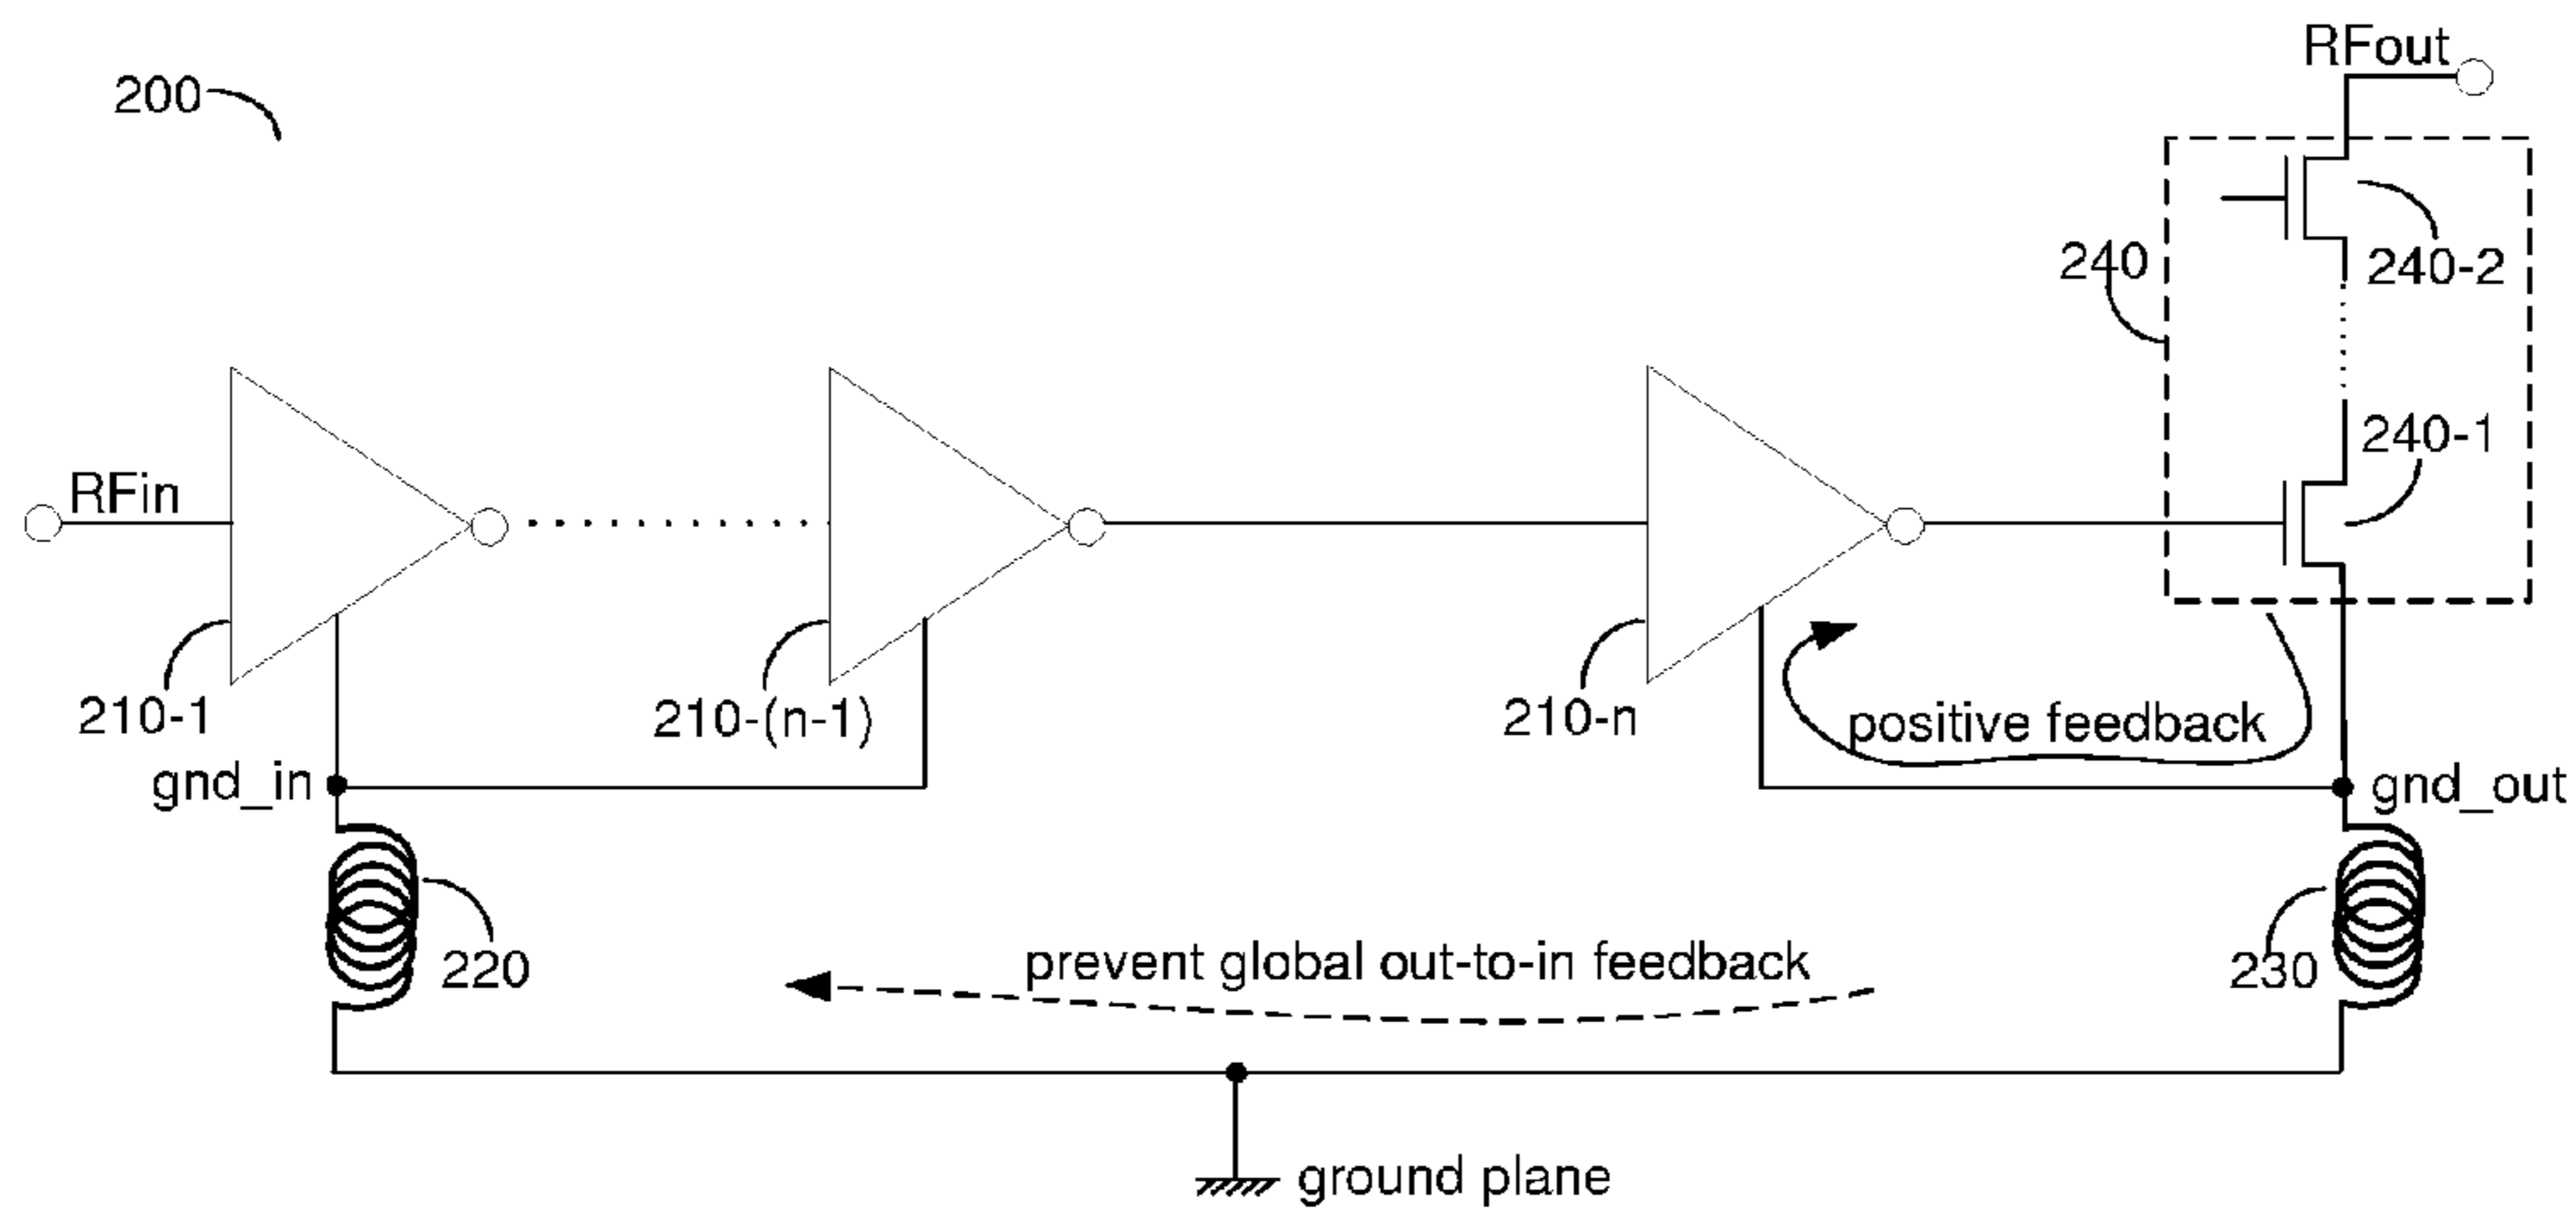 RFout
200
240
240-2
240-1
RFin
210-1
210-(n-1)
210-n
positive feedback
gnd_in
gnd_out
220
prevent global out-to-in feedback
230
ground plane